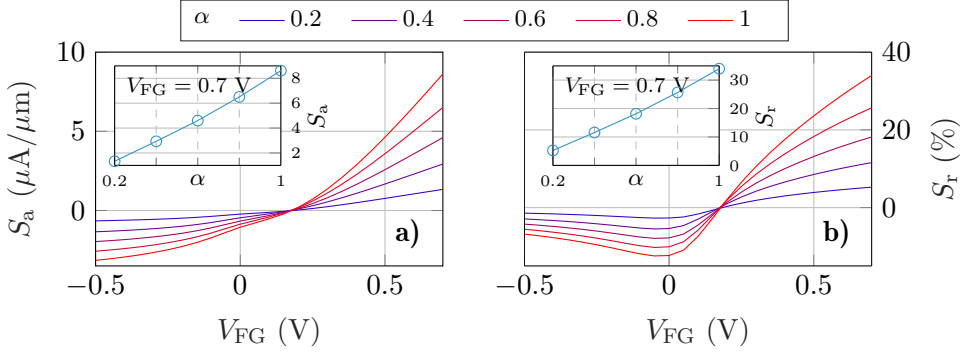 α 0.2 0.4 0.6 0.8 1
10
5
0
S_a (μA/μm)
−0.5 0 0.5
V_FG (V)
a)
V_FG = 0.7 V
8
6
4
2
S_a
0.2 α 1
40
20
0
S_r (%)
−0.5 0 0.5
V_FG (V)
b)
V_FG = 0.7 V
30
20
10
0
S_r
0.2 α 1